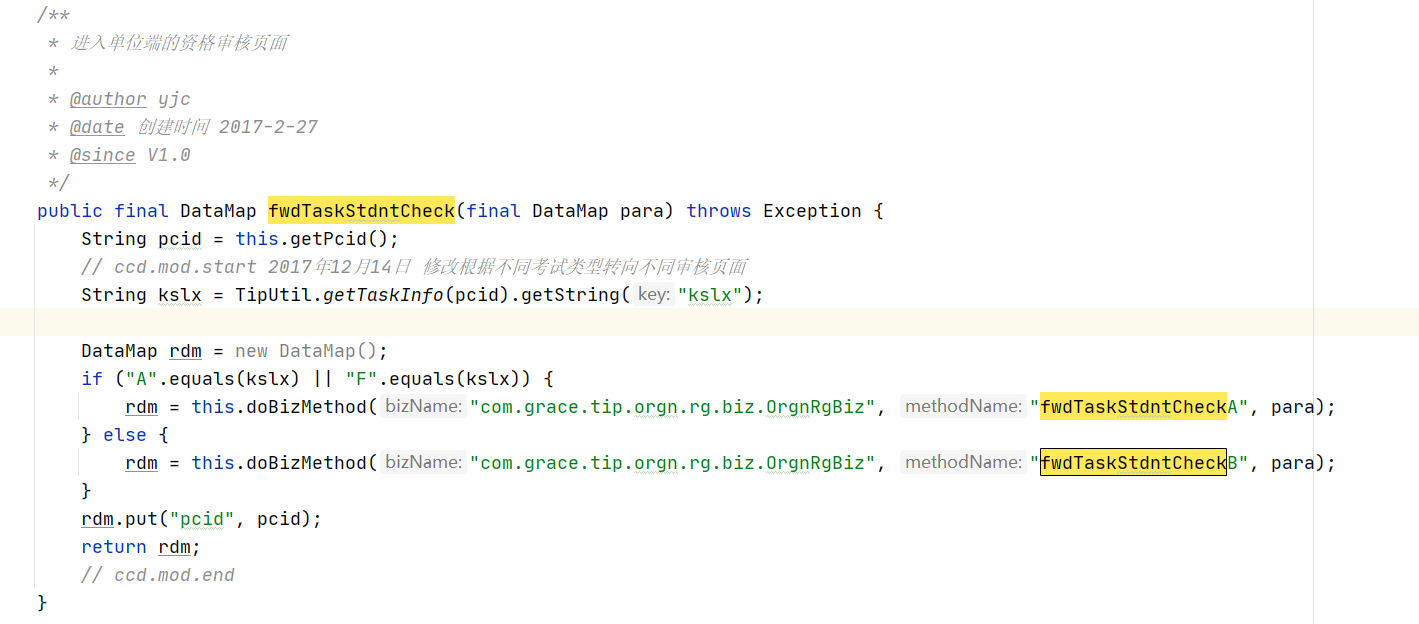 /**
 * 进入单位端的资格审核页面
 *
 * @author yjc
 * @date 创建时间 2017-2-27
 * @since V1.0
 */
public final DataMap fwdTaskStdntCheck(final DataMap para) throws Exception {
    String pcid = this.getPcid();
    // ccd.mod.start 2017年12月14日 修改根据不同考试类型转向不同审核页面
    String kslx = TipUtil.getTaskInfo(pcid).getString( key: "kslx");
    DataMap rdm = new DataMap();
    if ("A".equals(kslx) || "F".equals(kslx)) {
        rdm = this.doBizMethod( bizName: "com.grace.tip.orgn.rg.biz.OrgnRgBiz", methodName: "fwdTaskStdntCheckA", para);
    } else {
        rdm = this.doBizMethod( bizName: "com.grace.tip.orgn.rg.biz.OrgnRgBiz", methodName: "fwdTaskStdntCheckB", para);
    }
    rdm.put("pcid", pcid);
    return rdm;
    // ccd.mod.end
}